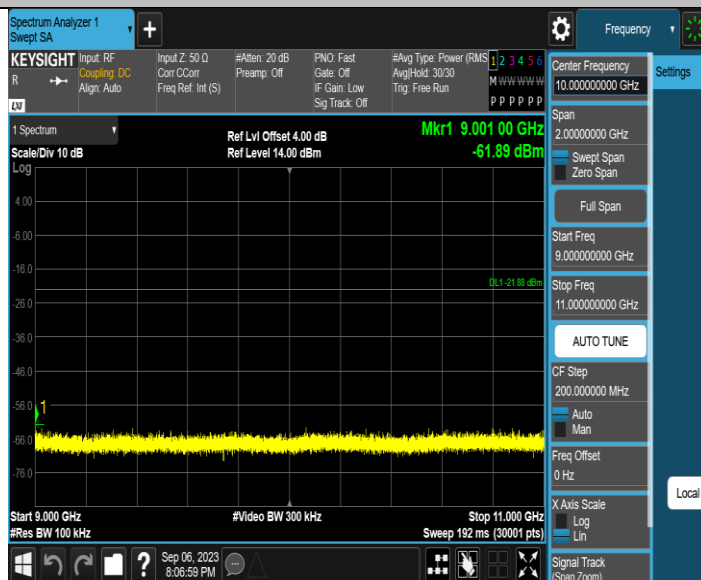 Spectrum Analyzer 1
Swept SA
Frequency
KEYSIGHT
R
LXI
Input: RF
Coupling: DC
Align: Auto
Input Z: 50 Ω
Corr CCorr
Freq Ref: Int (S)
#Atten: 20 dB
Preamp: Off
PNO: Fast
Gate: Off
IF Gain: Low
Sig Track: Off
#Avg Type: Power (RMS
Avg|Hold: 30/30
Trig: Free Run
1 2 3 4 5 6
M W W W W W
P P P P P P
Settings
1 Spectrum
Scale/Div 10 dB
Log
Ref Lvl Offset 4.00 dB
Ref Level 14.00 dBm
Mkr1 9.001 00 GHz
-61.89 dBm
4.00
-6.00
-16.0
-26.0
-36.0
-46.0
-56.0
-66.0
-76.0
DL1 -21.88 dBm
1
Start 9.000 GHz
#Res BW 100 kHz
#Video BW 300 kHz
Stop 11.000 GHz
Sweep 192 ms (30001 pts)
Center Frequency
10.000000000 GHz
Span
2.00000000 GHz
Swept Span
Zero Span
Full Span
Start Freq
9.000000000 GHz
Stop Freq
11.000000000 GHz
AUTO TUNE
CF Step
200.000000 MHz
Auto
Man
Freq Offset
0 Hz
X Axis Scale
Log
Lin
Signal Track
(Span Zoom)
Local
?
Sep 06, 2023
8:06:59 PM